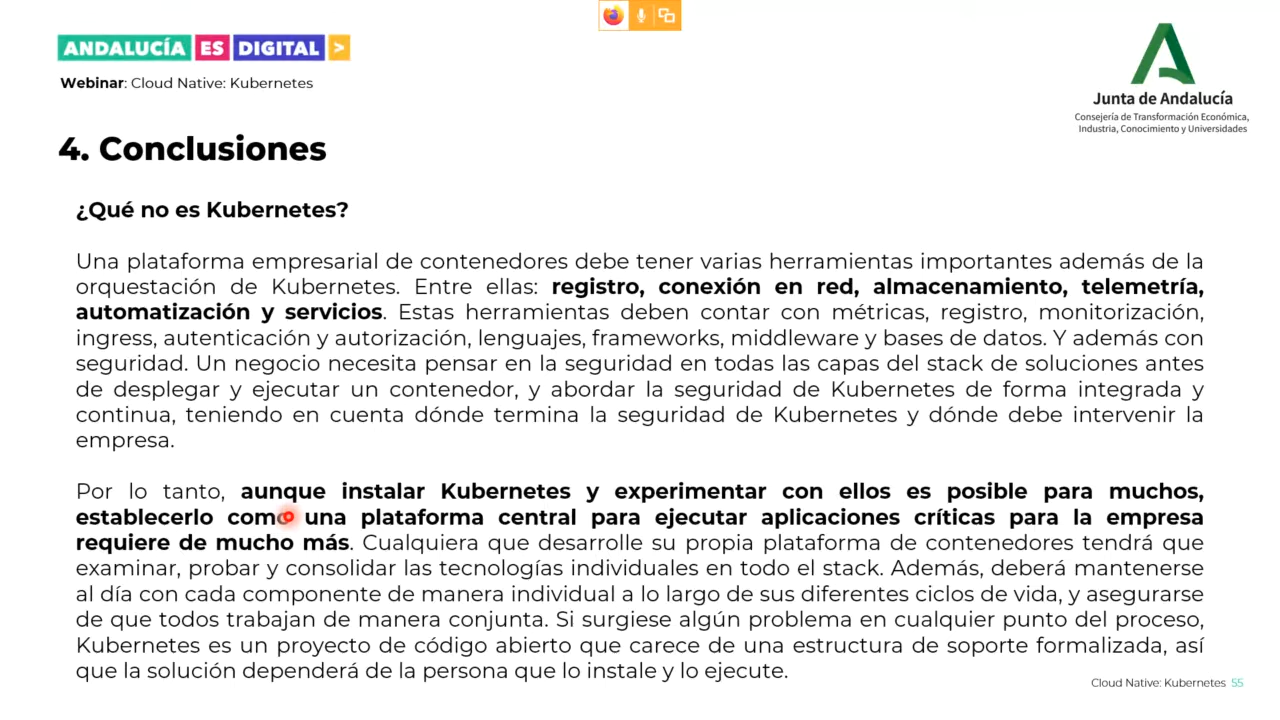 ANDALUCÍA ES DIGITAL >
Webinar: Cloud Native: Kubernetes
Junta de Andalucía
Consejería de Transformación Económica,
Industria, Conocimiento y Universidades
4. Conclusiones
¿Qué no es Kubernetes?
Una plataforma empresarial de contenedores debe tener varias herramientas importantes además de la
orquestación de Kubernetes. Entre ellas: registro, conexión en red, almacenamiento, telemetría,
automatización y servicios. Estas herramientas deben contar con métricas, registro, monitorización,
ingress, autenticación y autorización, lenguajes, frameworks, middleware y bases de datos. Y además con
seguridad. Un negocio necesita pensar en la seguridad en todas las capas del stack de soluciones antes
de desplegar y ejecutar un contenedor, y abordar la seguridad de Kubernetes de forma integrada y
continua, teniendo en cuenta dónde termina la seguridad de Kubernetes y dónde debe intervenir la
empresa.
Por lo tanto, aunque instalar Kubernetes y experimentar con ellos es posible para muchos,
establecerlo como una plataforma central para ejecutar aplicaciones críticas para la empresa
requiere de mucho más. Cualquiera que desarrolle su propia plataforma de contenedores tendrá que
examinar, probar y consolidar las tecnologías individuales en todo el stack. Además, deberá mantenerse
al día con cada componente de manera individual a lo largo de sus diferentes ciclos de vida, y asegurarse
de que todos trabajan de manera conjunta. Si surgiese algún problema en cualquier punto del proceso,
Kubernetes es un proyecto de código abierto que carece de una estructura de soporte formalizada, así
que la solución dependerá de la persona que lo instale y lo ejecute.
Cloud Native: Kubernetes 55